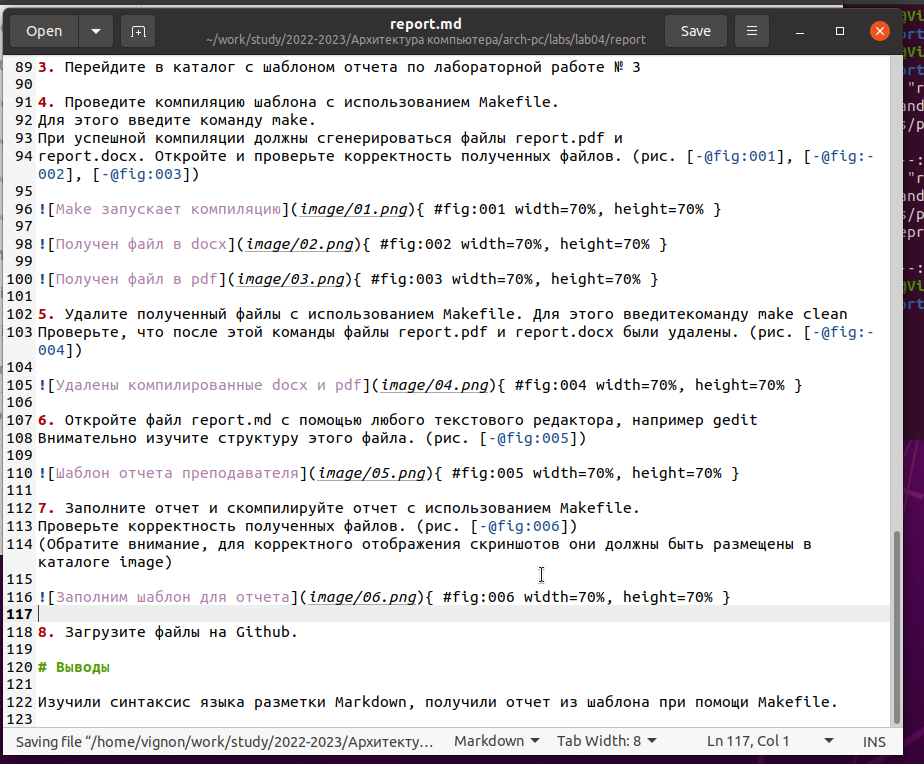 Open
report.md
~/work/study/2022-2023/Архитектура компьютера/arch-pc/labs/lab04/report
Save
89 3. Перейдите в каталог с шаблоном отчета по лабораторной работе № 3
90
91 4. Проведите компиляцию шаблона с использованием Makefile.
92 Для этого введите команду make.
93 При успешной компиляции должны сгенерироваться файлы report.pdf и
94 report.docx. Откройте и проверьте корректность полученных файлов. (рис. [-@fig:001], [-@fig:-
002], [-@fig:003])
95
96 ![Make запускает компиляцию](image/01.png){ #fig:001 width=70%, height=70% }
97
98 ![Получен файл в docx](image/02.png){ #fig:002 width=70%, height=70% }
99
100 ![Получен файл в pdf](image/03.png){ #fig:003 width=70%, height=70% }
101
102 5. Удалите полученный файлы с использованием Makefile. Для этого введитекоманду make clean
103 Проверьте, что после этой команды файлы report.pdf и report.docx были удалены. (рис. [-@fig:-
004])
104
105 ![Удалены компилированные docx и pdf](image/04.png){ #fig:004 width=70%, height=70% }
106
107 6. Откройте файл report.md c помощью любого текстового редактора, например gedit
108 Внимательно изучите структуру этого файла. (рис. [-@fig:005])
109
110 ![Шаблон отчета преподавателя](image/05.png){ #fig:005 width=70%, height=70% }
111
112 7. Заполните отчет и скомпилируйте отчет с использованием Makefile.
113 Проверьте корректность полученных файлов. (рис. [-@fig:006])
114 (Обратите внимание, для корректного отображения скриншотов они должны быть размещены в
каталоге image)
115
116 ![Заполним шаблон для отчета](image/06.png){ #fig:006 width=70%, height=70% }
117
118 8. Загрузите файлы на Github.
119
120 # Выводы
121
122 Изучили синтаксис языка разметки Markdown, получили отчет из шаблона при помощи Makefile.
123
Saving file “/home/vignon/work/study/2022-2023/Архитекту…
Markdown
Tab Width: 8
Ln 117, Col 1
INS